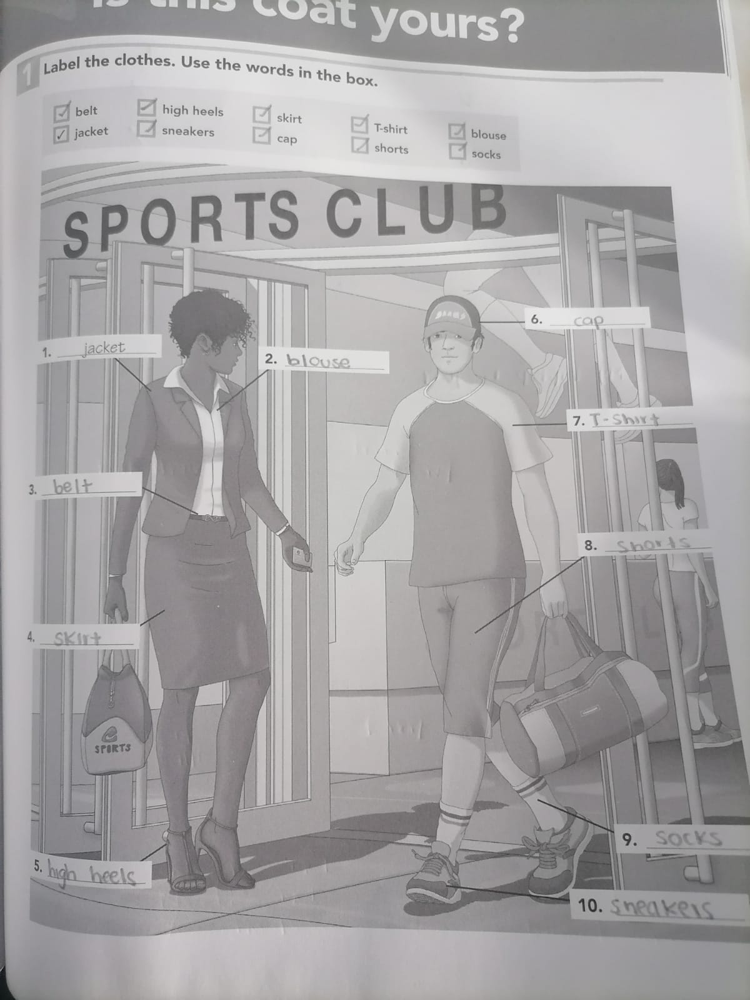 Is this coat yours?
1 Label the clothes. Use the words in the box.
belt high heels skirt T-shirt blouse
jacket sneakers cap shorts socks
SPORTS CLUB
1. jacket
2. blouse
3. belt
4. skirt
SPORTS
5. high heels
6. cap
7. T-Shirt
8. Shorts
9. socks
10. Sneakers